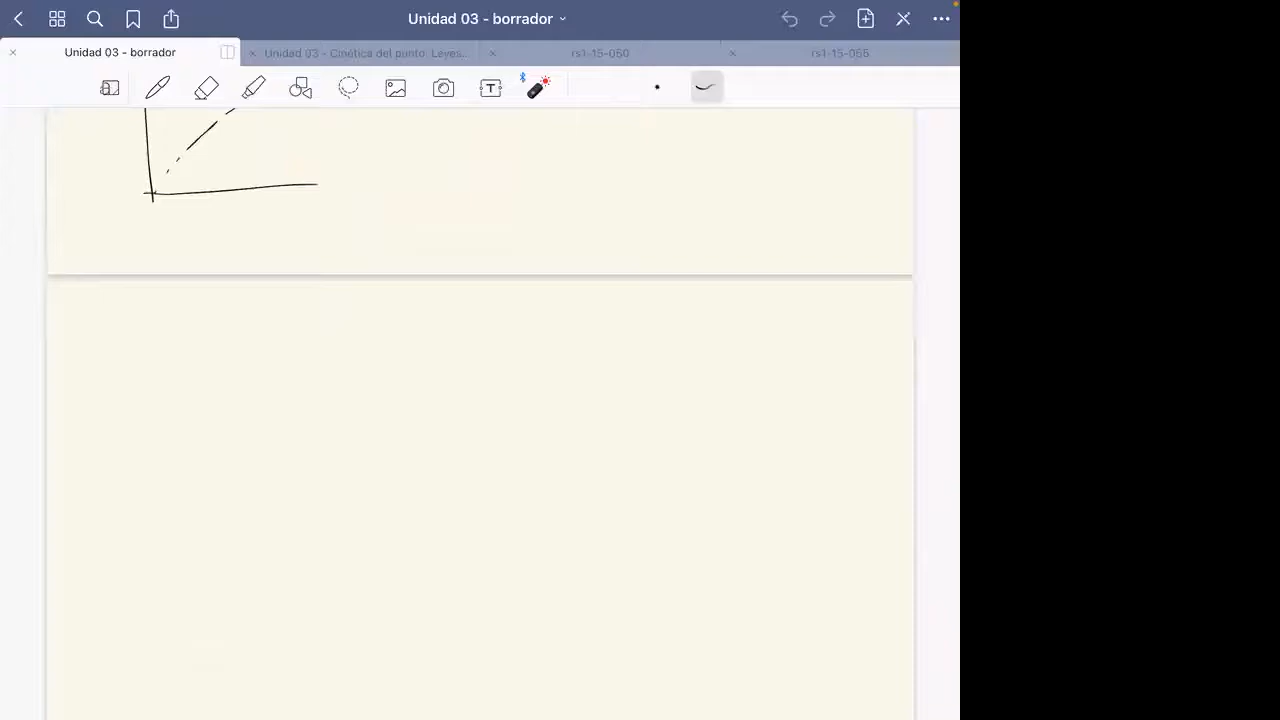 Unidad 03 - borrador
Unidad 03 - borrador
Unidad 03 - Cinética del punto. Leyes...
rs1-15-050
rs1-15-055
T